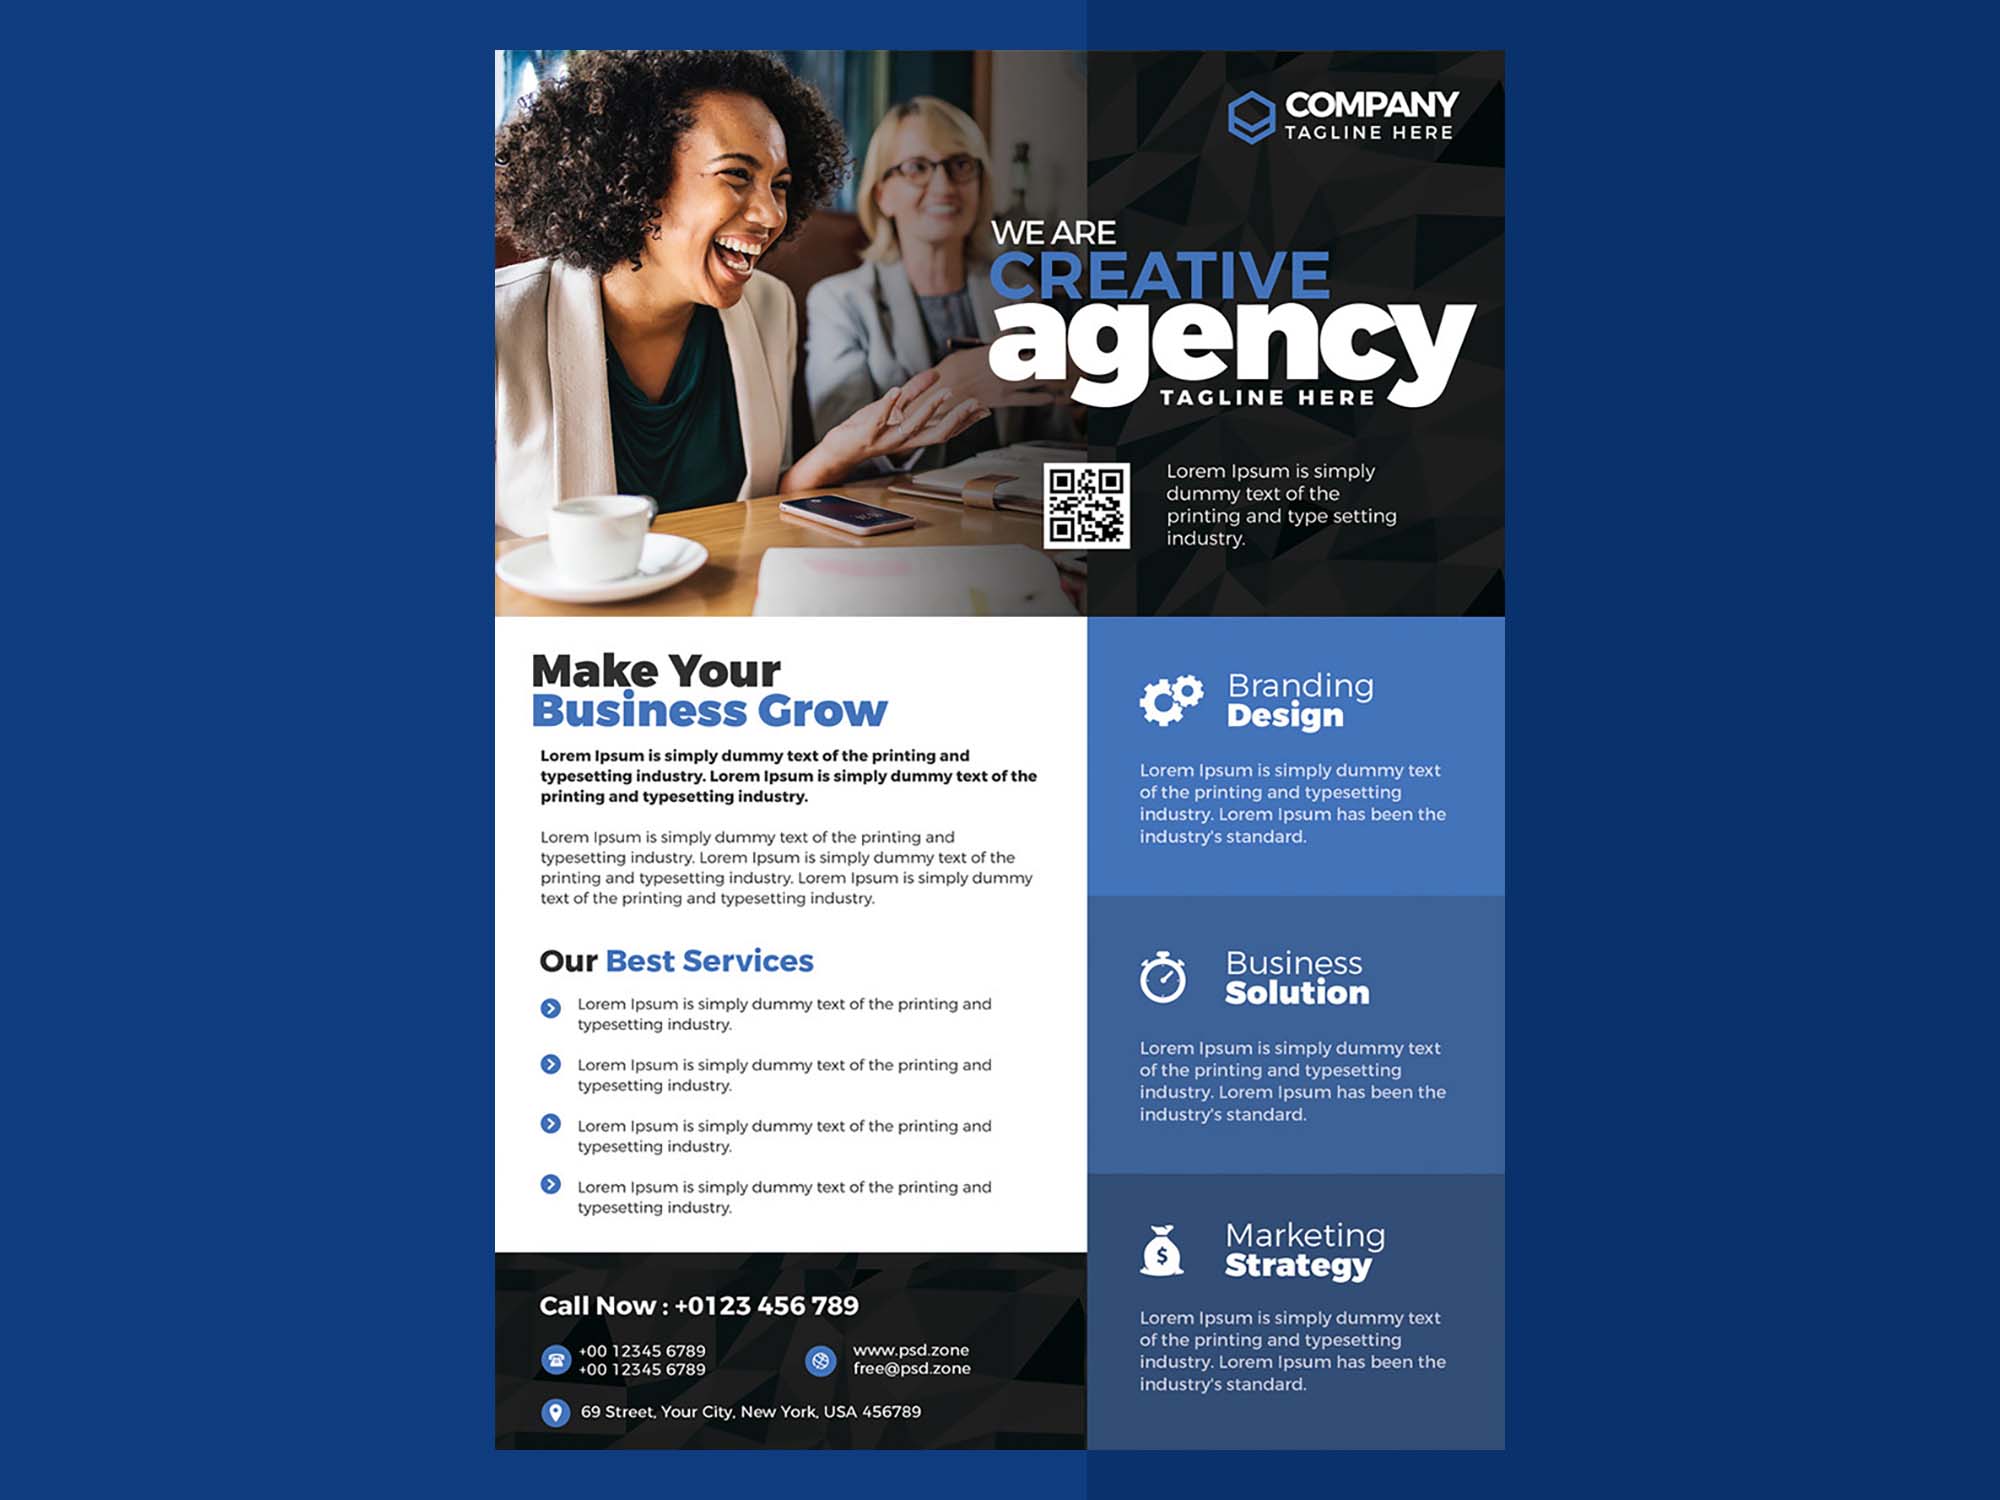 COMPANY
TAGLINE HERE
WE ARE
CREATIVE
agency
TAGLINE HERE
Lorem Ipsum is simply
dummy text of the
printing and type setting
industry.
Make Your
Business Grow
Lorem Ipsum is simply dummy text of the printing and
typesetting industry. Lorem Ipsum is simply dummy text of the
printing and typesetting industry.
Lorem Ipsum is simply dummy text of the printing and
typesetting industry. Lorem Ipsum is simply dummy text of the
printing and typesetting industry. Lorem Ipsum is simply dummy
text of the printing and typesetting industry.
Our Best Services
Lorem Ipsum is simply dummy text of the printing and
typesetting industry.
Lorem Ipsum is simply dummy text of the printing and
typesetting industry.
Lorem Ipsum is simply dummy text of the printing and
typesetting industry.
Lorem Ipsum is simply dummy text of the printing and
typesetting industry.
Call Now : +0123 456 789
+00 12345 6789
+00 12345 6789
www.psd.zone
free@psd.zone
69 Street, Your City, New York, USA 456789
Branding
Design
Lorem Ipsum is simply dummy text
of the printing and typesetting
industry. Lorem Ipsum has been the
industry's standard.
Business
Solution
Lorem Ipsum is simply dummy text
of the printing and typesetting
industry. Lorem Ipsum has been the
industry's standard.
$
Marketing
Strategy
Lorem Ipsum is simply dummy text
of the printing and typesetting
industry. Lorem Ipsum has been the
industry's standard.